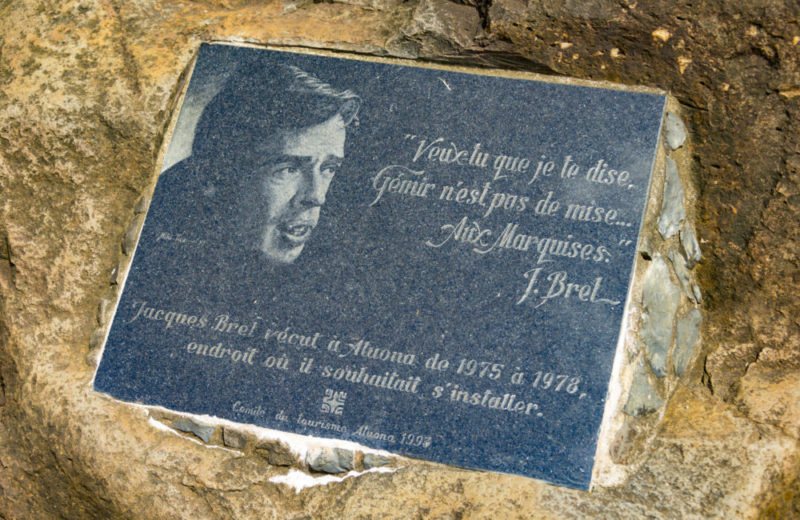 "Veux-tu que je te dise,
Gémir n'est pas de mise...
Aux Marquises."
J. Brel
Jacques Brel vécut à Atuona de 1975 à 1978,
endroit où il souhaitait s'installer.
Comité du tourisme Atuona 1993